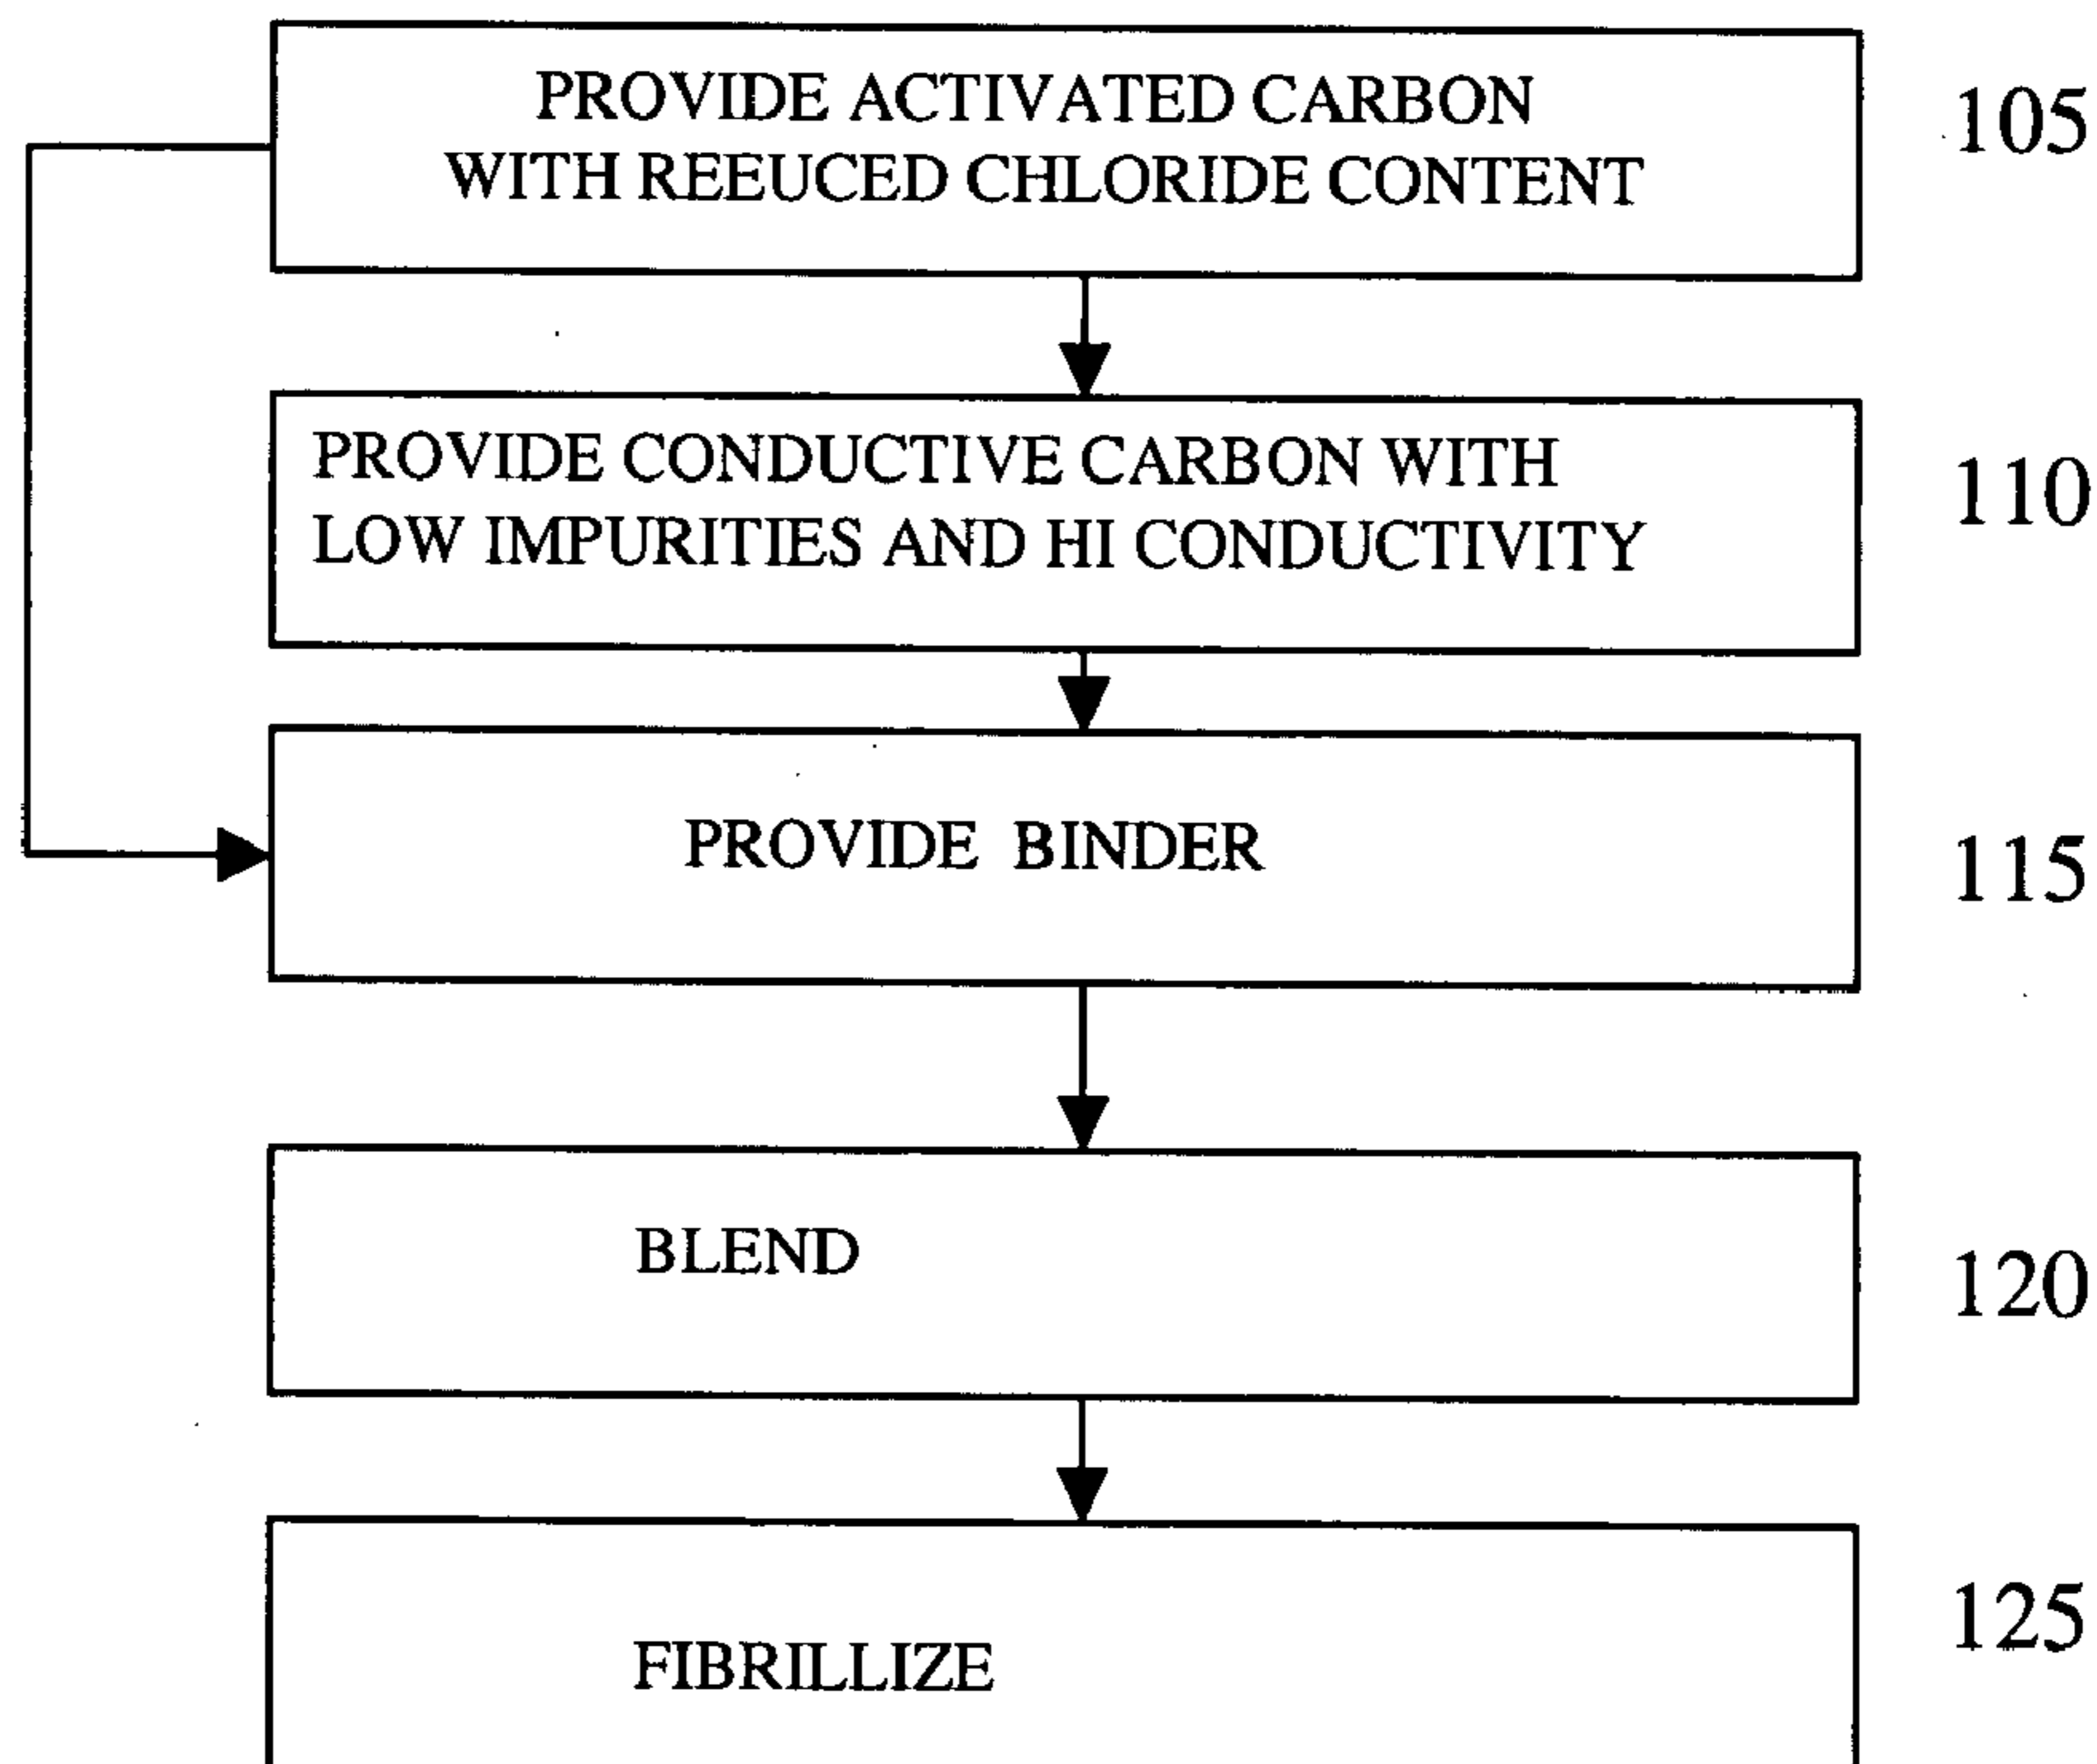 PROVIDE ACTIVATED CARBON
WITH REEUCED CHLORIDE CONTENT
105
PROVIDE CONDUCTIVE CARBON WITH
LOW IMPURITIES AND HI CONDUCTIVITY
110
PROVIDE BINDER
115
BLEND
120
FIBRILLIZE
125